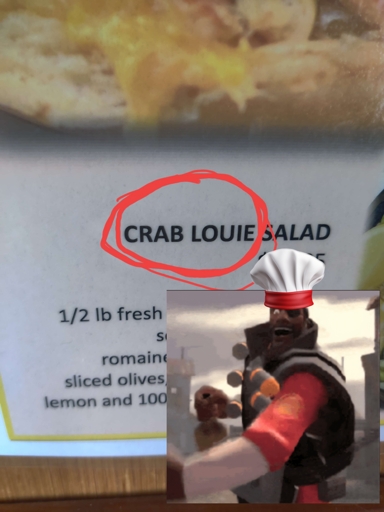 CRAB LOUIE SALAD
1/2 lb fresh
romaine
sliced olives,
lemon and 100